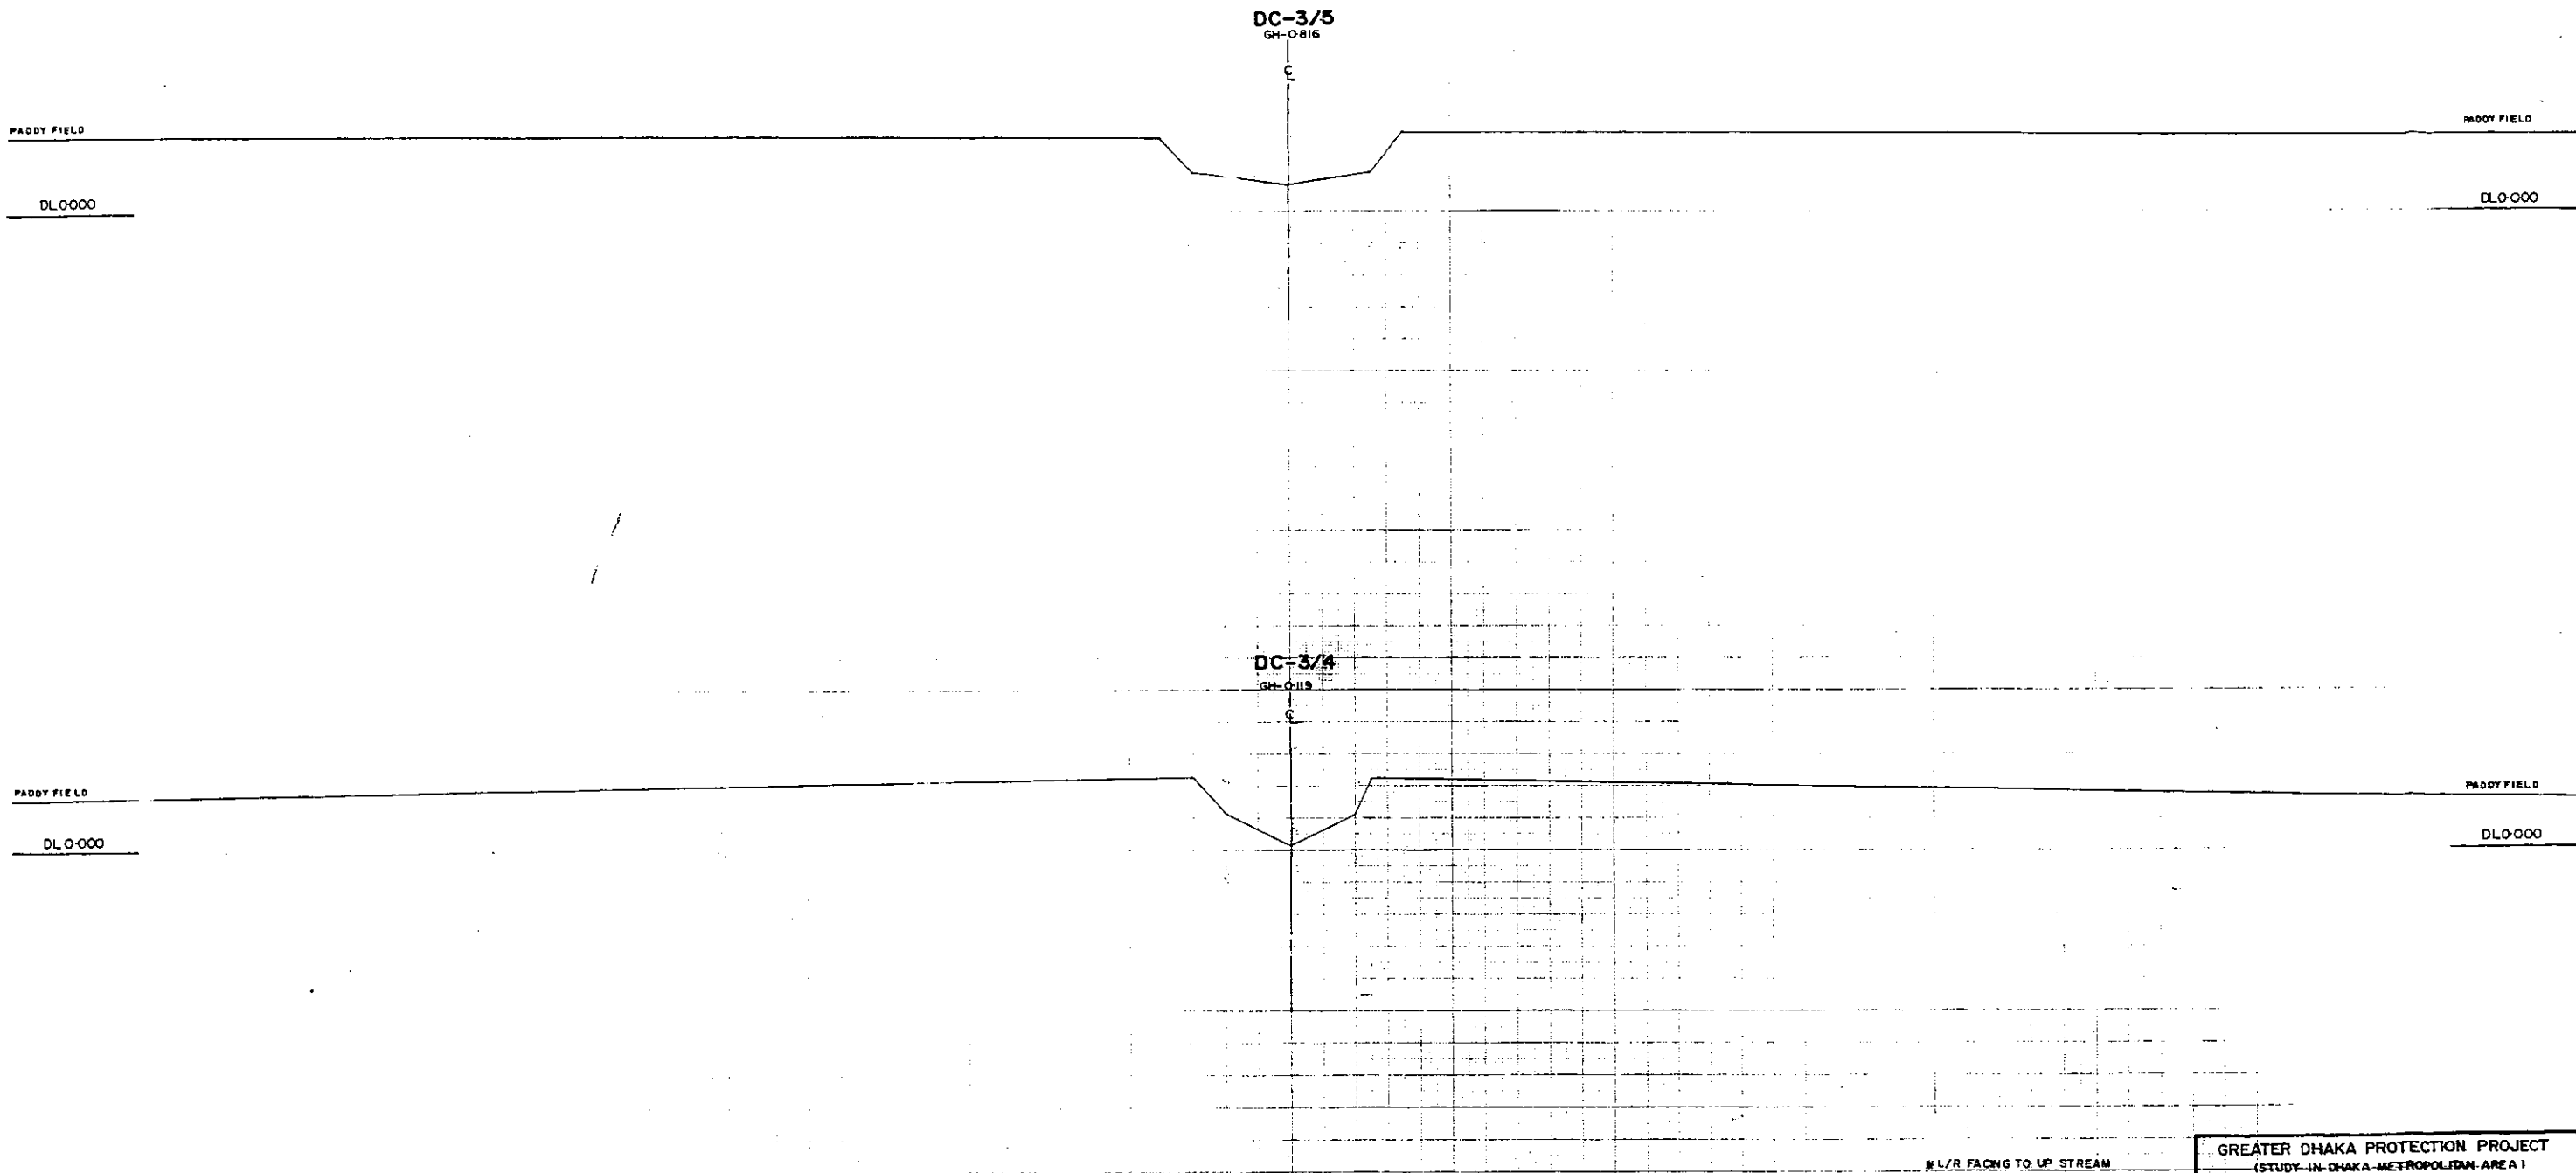 DC-3/5
GH-0·816
℄
PADDY FIELD
PADDY FIELD
DL 0·000
DL 0·000
DC-3/4
GH-0·119
℄
PADDY FIELD
PADDY FIELD
DL 0·000
DL 0·000
※ L/R FACING TO UP STREAM
GREATER DHAKA PROTECTION PROJECT
(STUDY IN DHAKA METROPOLITAN AREA)